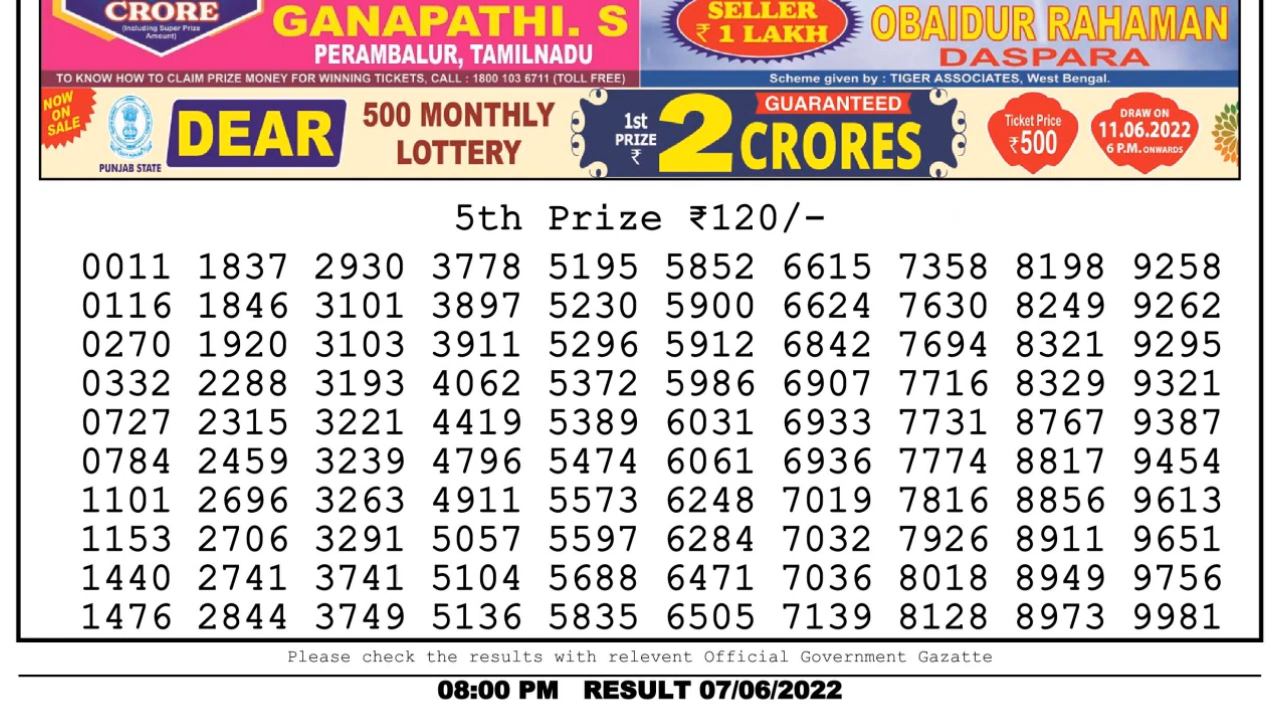 CRORE
(Including Super Prize
Amount)
GANAPATHI. S
PERAMBALUR, TAMILNADU
SELLER
₹ 1 LAKH
OBAIDUR RAHAMAN
DASPARA
TO KNOW HOW TO CLAIM PRIZE MONEY FOR WINNING TICKETS, CALL : 1800 103 6711 (TOLL FREE)
Scheme given by : TIGER ASSOCIATES, West Bengal.
NOW
ON
SALE
PUNJAB STATE
DEAR
500 MONTHLY
LOTTERY
1st
PRIZE
₹
2
GUARANTEED
CRORES
Ticket Price
₹500
DRAW ON
11.06.2022
6 P.M. ONWARDS
5th Prize ₹120/-
0011 1837 2930 3778 5195 5852 6615 7358 8198 9258
0116 1846 3101 3897 5230 5900 6624 7630 8249 9262
0270 1920 3103 3911 5296 5912 6842 7694 8321 9295
0332 2288 3193 4062 5372 5986 6907 7716 8329 9321
0727 2315 3221 4419 5389 6031 6933 7731 8767 9387
0784 2459 3239 4796 5474 6061 6936 7774 8817 9454
1101 2696 3263 4911 5573 6248 7019 7816 8856 9613
1153 2706 3291 5057 5597 6284 7032 7926 8911 9651
1440 2741 3741 5104 5688 6471 7036 8018 8949 9756
1476 2844 3749 5136 5835 6505 7139 8128 8973 9981
Please check the results with relevent Official Government Gazatte
08:00 PM RESULT 07/06/2022